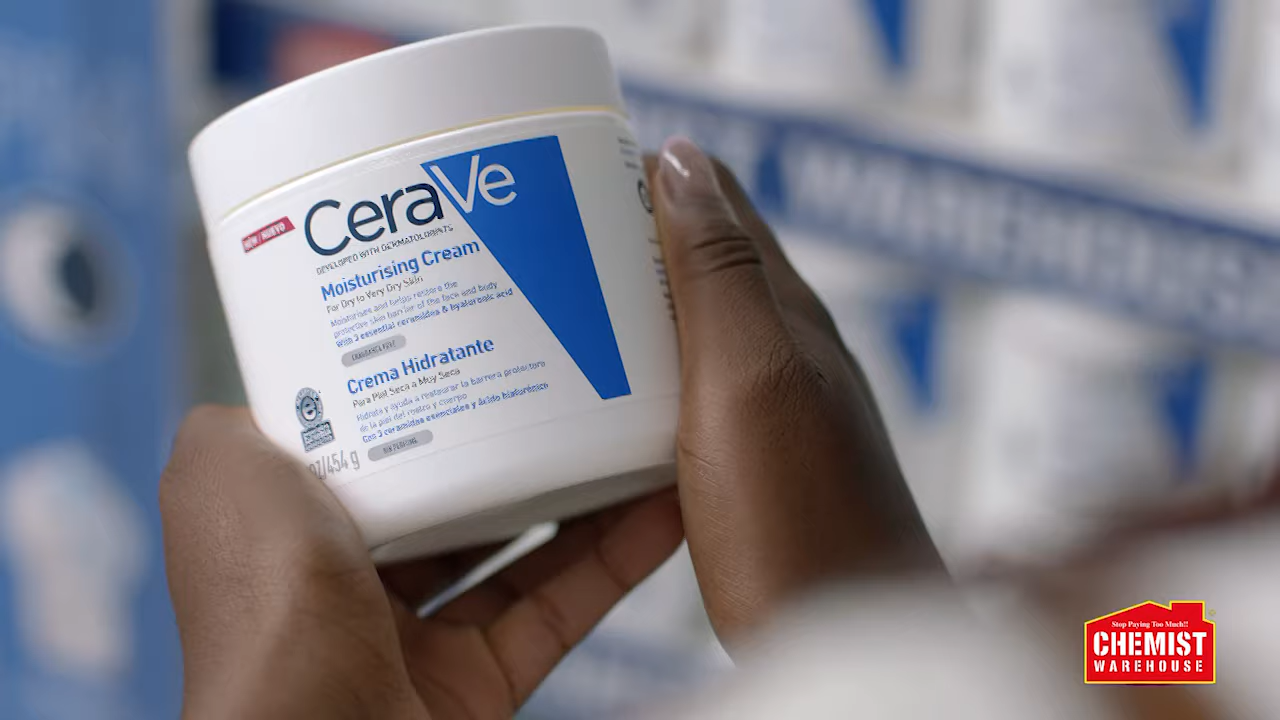 CeraVe
NEW / NUEVO
DEVELOPED WITH DERMATOLOGISTS
Moisturising Cream
For Dry to Very Dry Skin
Moisturises and helps restore the
protective skin barrier of the face and body
With 3 essential ceramides & hyaluronic acid
FRAGRANCE FREE
Crema Hidratante
Para Piel Seca a Muy Seca
Hidrata y ayuda a restaurar la barrera protectora
de la piel del rostro y cuerpo
Con 3 ceramidas esenciales y ácido hialurónico
SIN PERFUME
oz/454 g
WAREHOUSE
Stop Paying Too Much!!
CHEMIST
WAREHOUSE